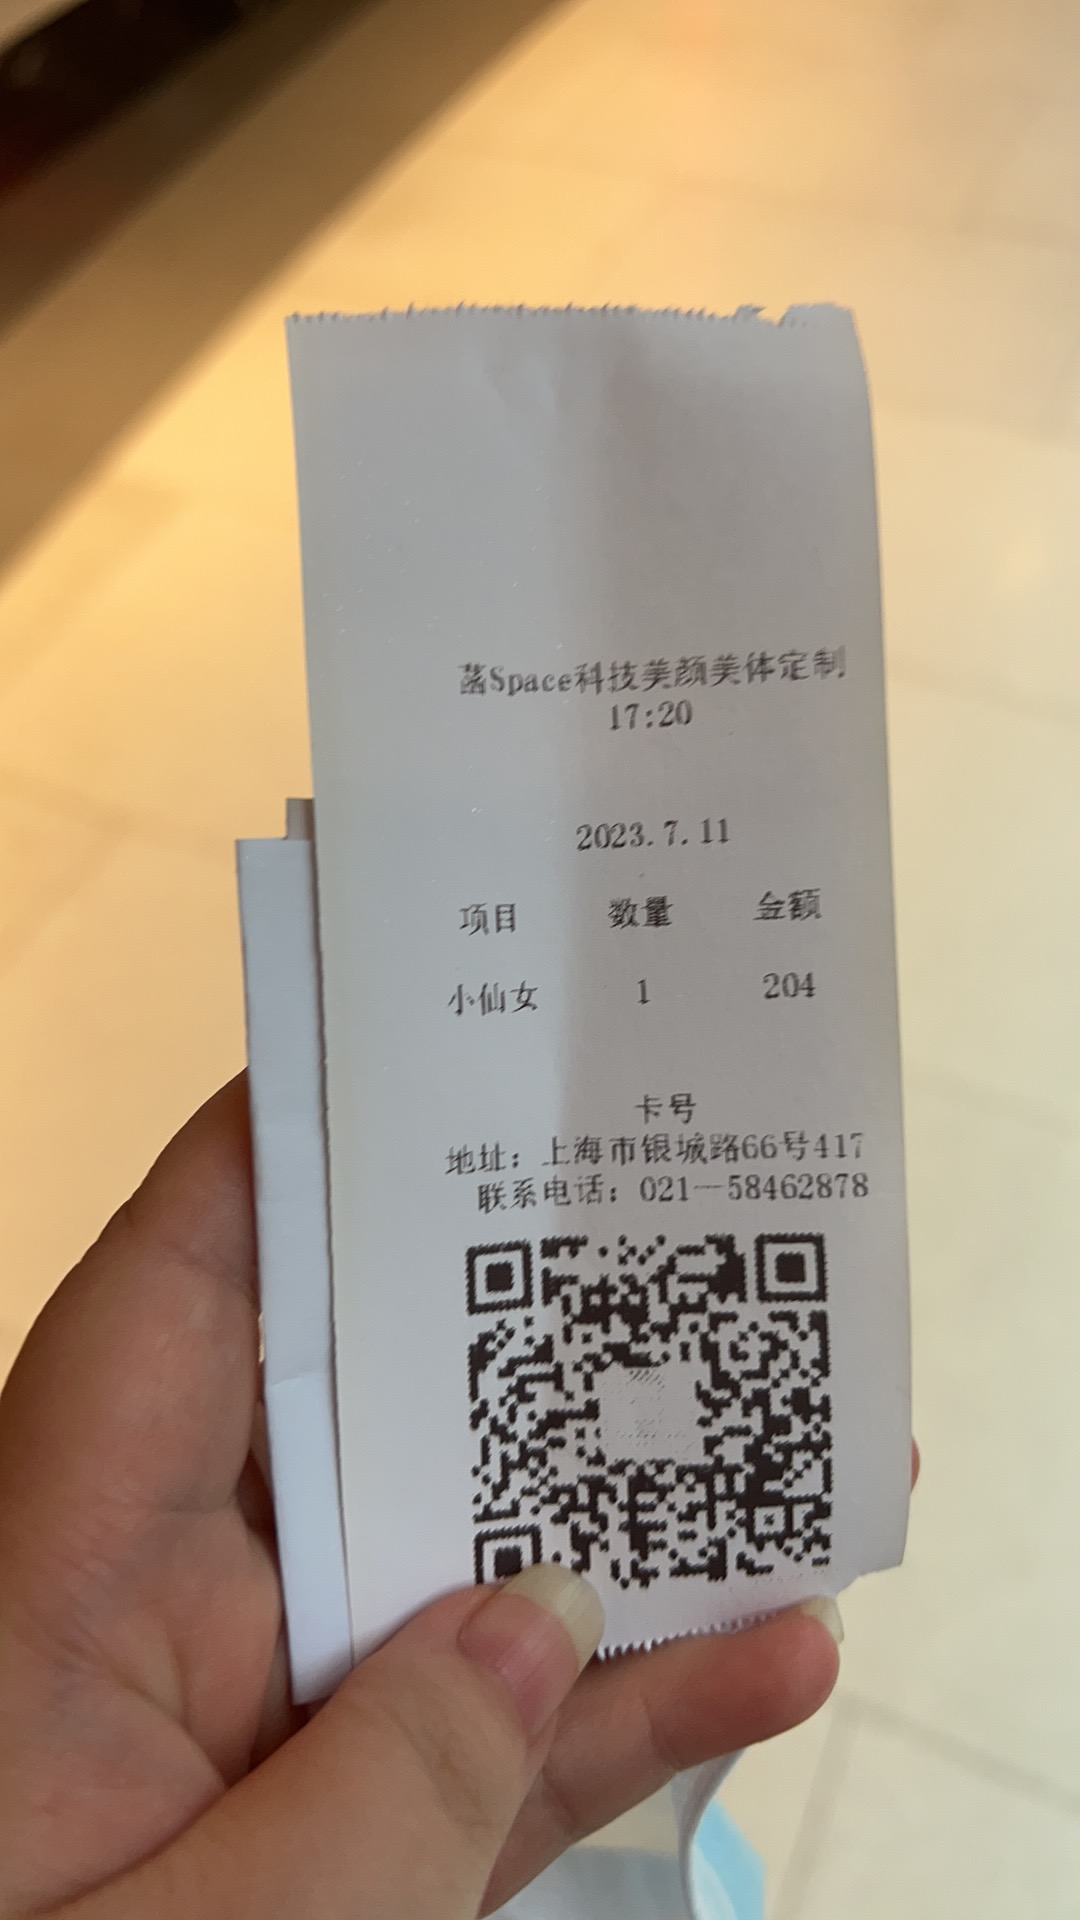 菡Space科技美颜美体定制
17:20
2023.7.11
项目 数量 金额
小仙女 1 204
卡号
地址：上海市银城路66号417
联系电话：021-58462878